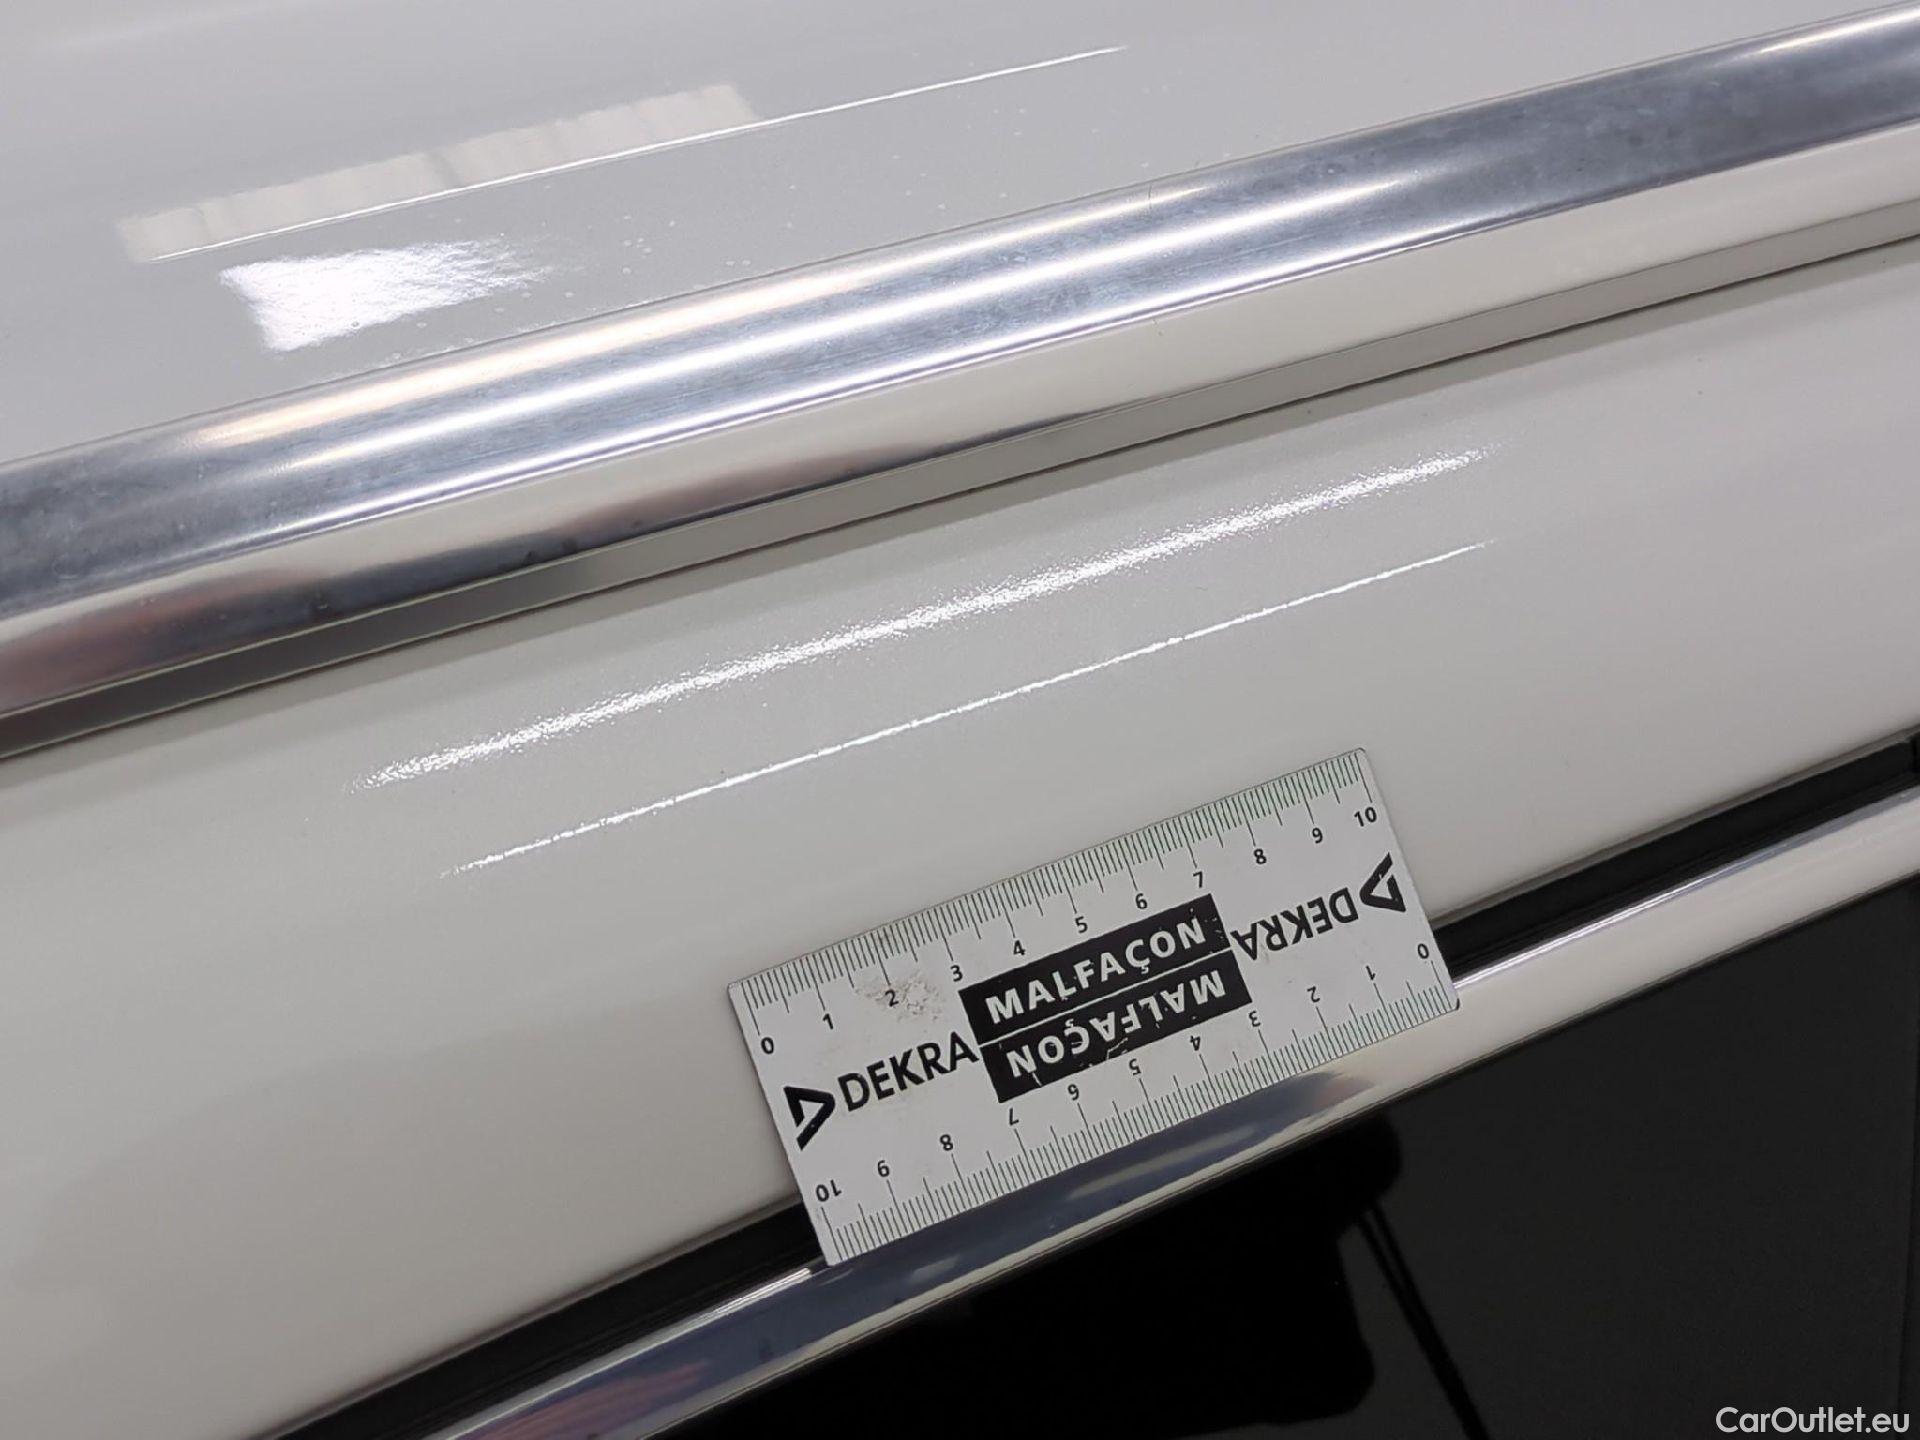 0 1 2 3 4 5 6 7 8 9 10
DEKRA MALFAÇON DEKRA
MALFAÇON
10 9 8 7 6 5 4 3 2 1 0
CarOutlet.eu